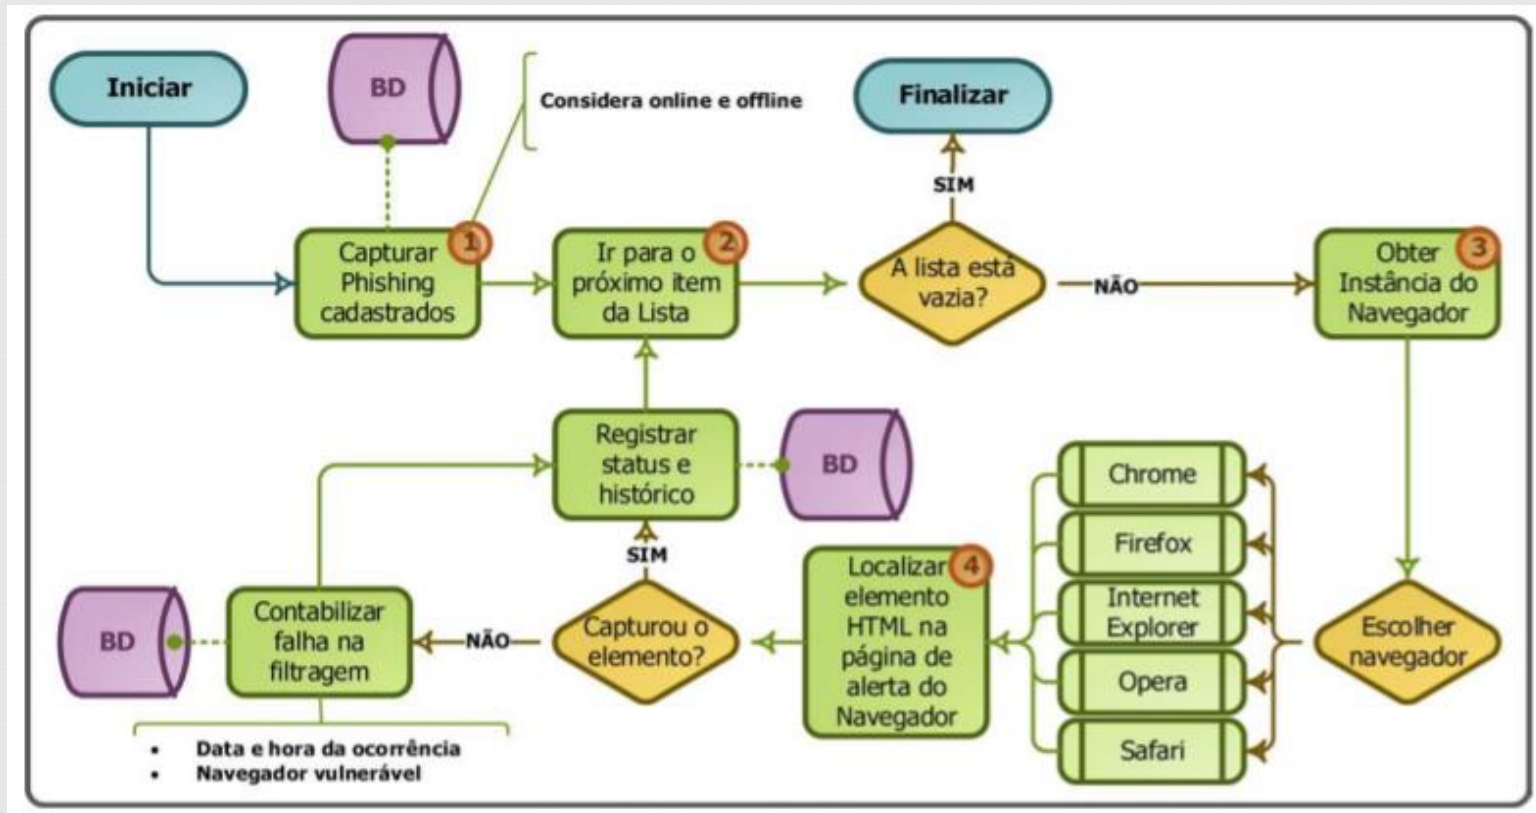 Iniciar
BD
Considera online e offline
Finalizar
SIM
Capturar
Phishing
cadastrados
1
Ir para o
próximo item
da Lista
2
A lista está
vazia?
NÃO
Obter
Instância do
Navegador
3
Registrar
status e
histórico
BD
Chrome
Firefox
Internet
Explorer
Opera
Safari
Escolher
navegador
Localizar
elemento
HTML na
página de
alerta do
Navegador
4
SIM
Capturou o
elemento?
NÃO
Contabilizar
falha na
filtragem
BD
• Data e hora da ocorrência
• Navegador vulnerável